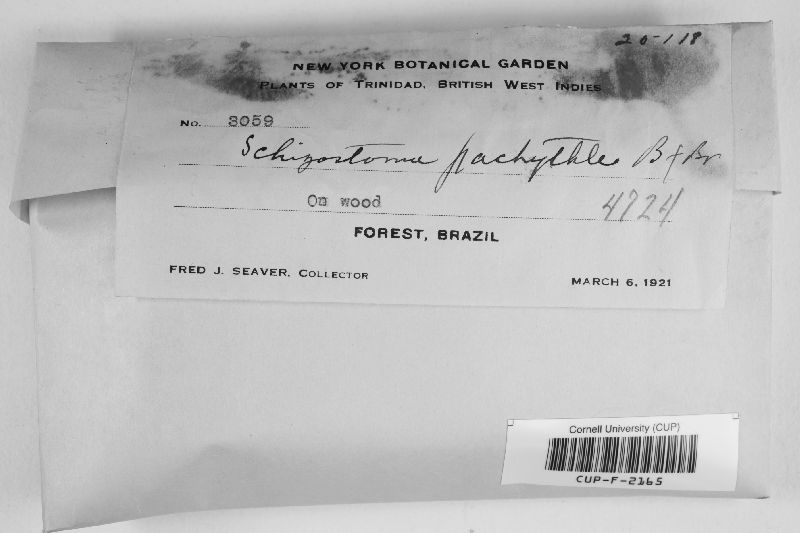 20-118
NEW YORK BOTANICAL GARDEN
PLANTS OF TRINIDAD, BRITISH WEST INDIES
No. 3059
Schizostoma pachythele B & Br
On wood 4724
FOREST, BRAZIL
FRED J. SEAVER, COLLECTOR MARCH 6, 1921
Cornell University (CUP)
CUP-F-2165